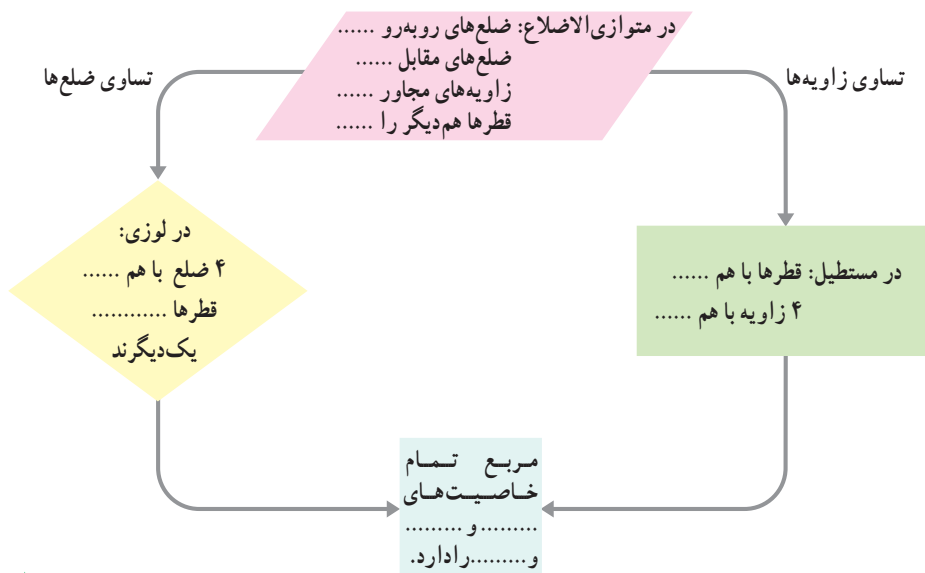 در متوازی‌الاضلاع: ضلع‌های روبه‌رو ......
ضلع‌های مقابل ......
زاویه‌های مجاور ......
قطرها هم‌دیگر را ......
تساوی زاویه‌ها
تساوی ضلع‌ها
در مستطیل: قطرها با هم ......
۴ زاویه با هم ......
در لوزی:
۴ ضلع با هم ......
قطرها ............
یک‌دیگرند
مربع تمام
خاصیت‌های
......... و .........
و.........رادارد.